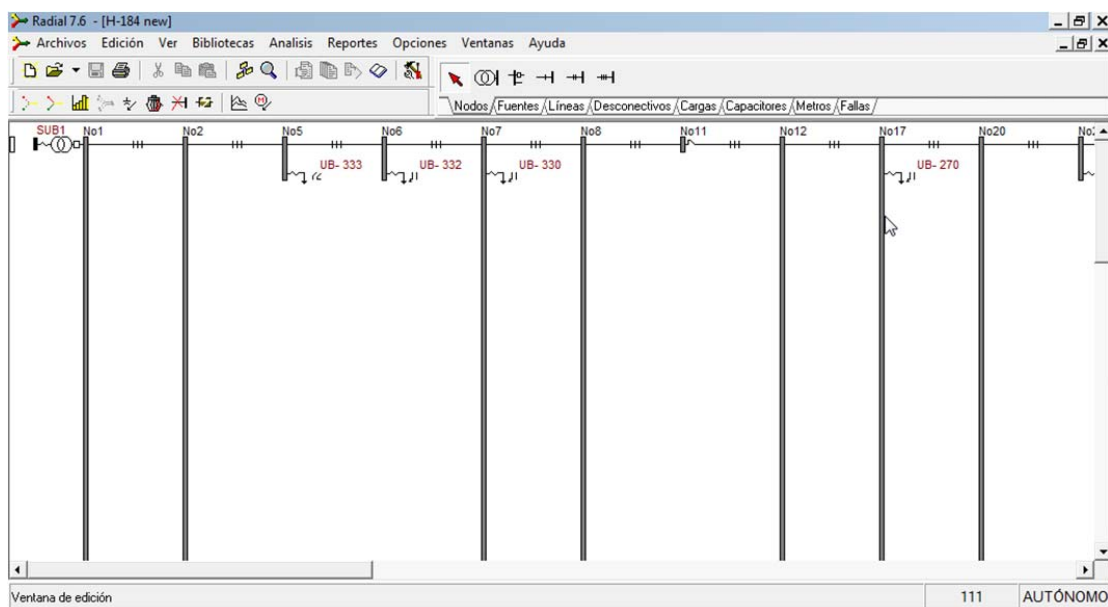 Radial 7.6 - [H-184 new]
Archivos Edición Ver Bibliotecas Analisis Reportes Opciones Ventanas Ayuda
Nodos Fuentes Líneas Desconectivos Cargas Capacitores Metros Fallas
SUB1 No1 No2 No5 No6 No7 No8 No11 No12 No17 No20
UB- 333 UB- 332 UB- 330 UB- 270
Ventana de edición 111 AUTÓNOMO